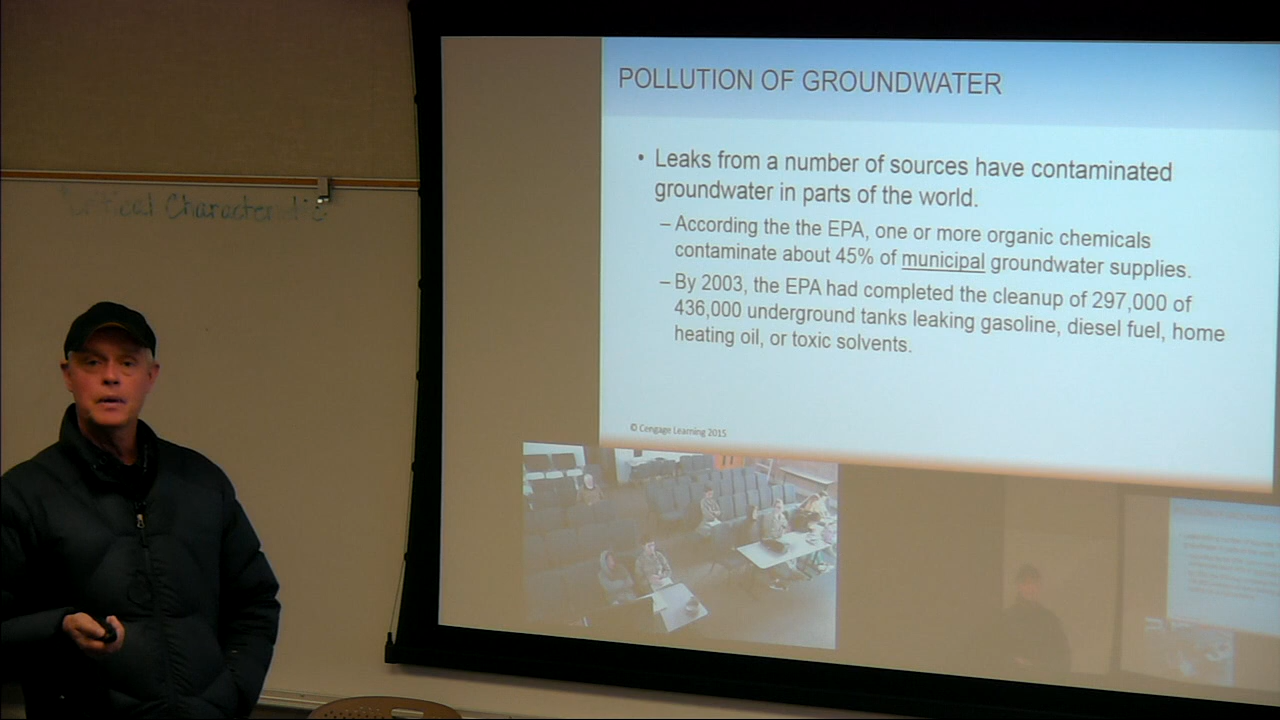 POLLUTION OF GROUNDWATER
• Leaks from a number of sources have contaminated
groundwater in parts of the world.
– According the the EPA, one or more organic chemicals
contaminate about 45% of municipal groundwater supplies.
– By 2003, the EPA had completed the cleanup of 297,000 of
436,000 underground tanks leaking gasoline, diesel fuel, home
heating oil, or toxic solvents.
© Cengage Learning 2015
Critical Characteristic